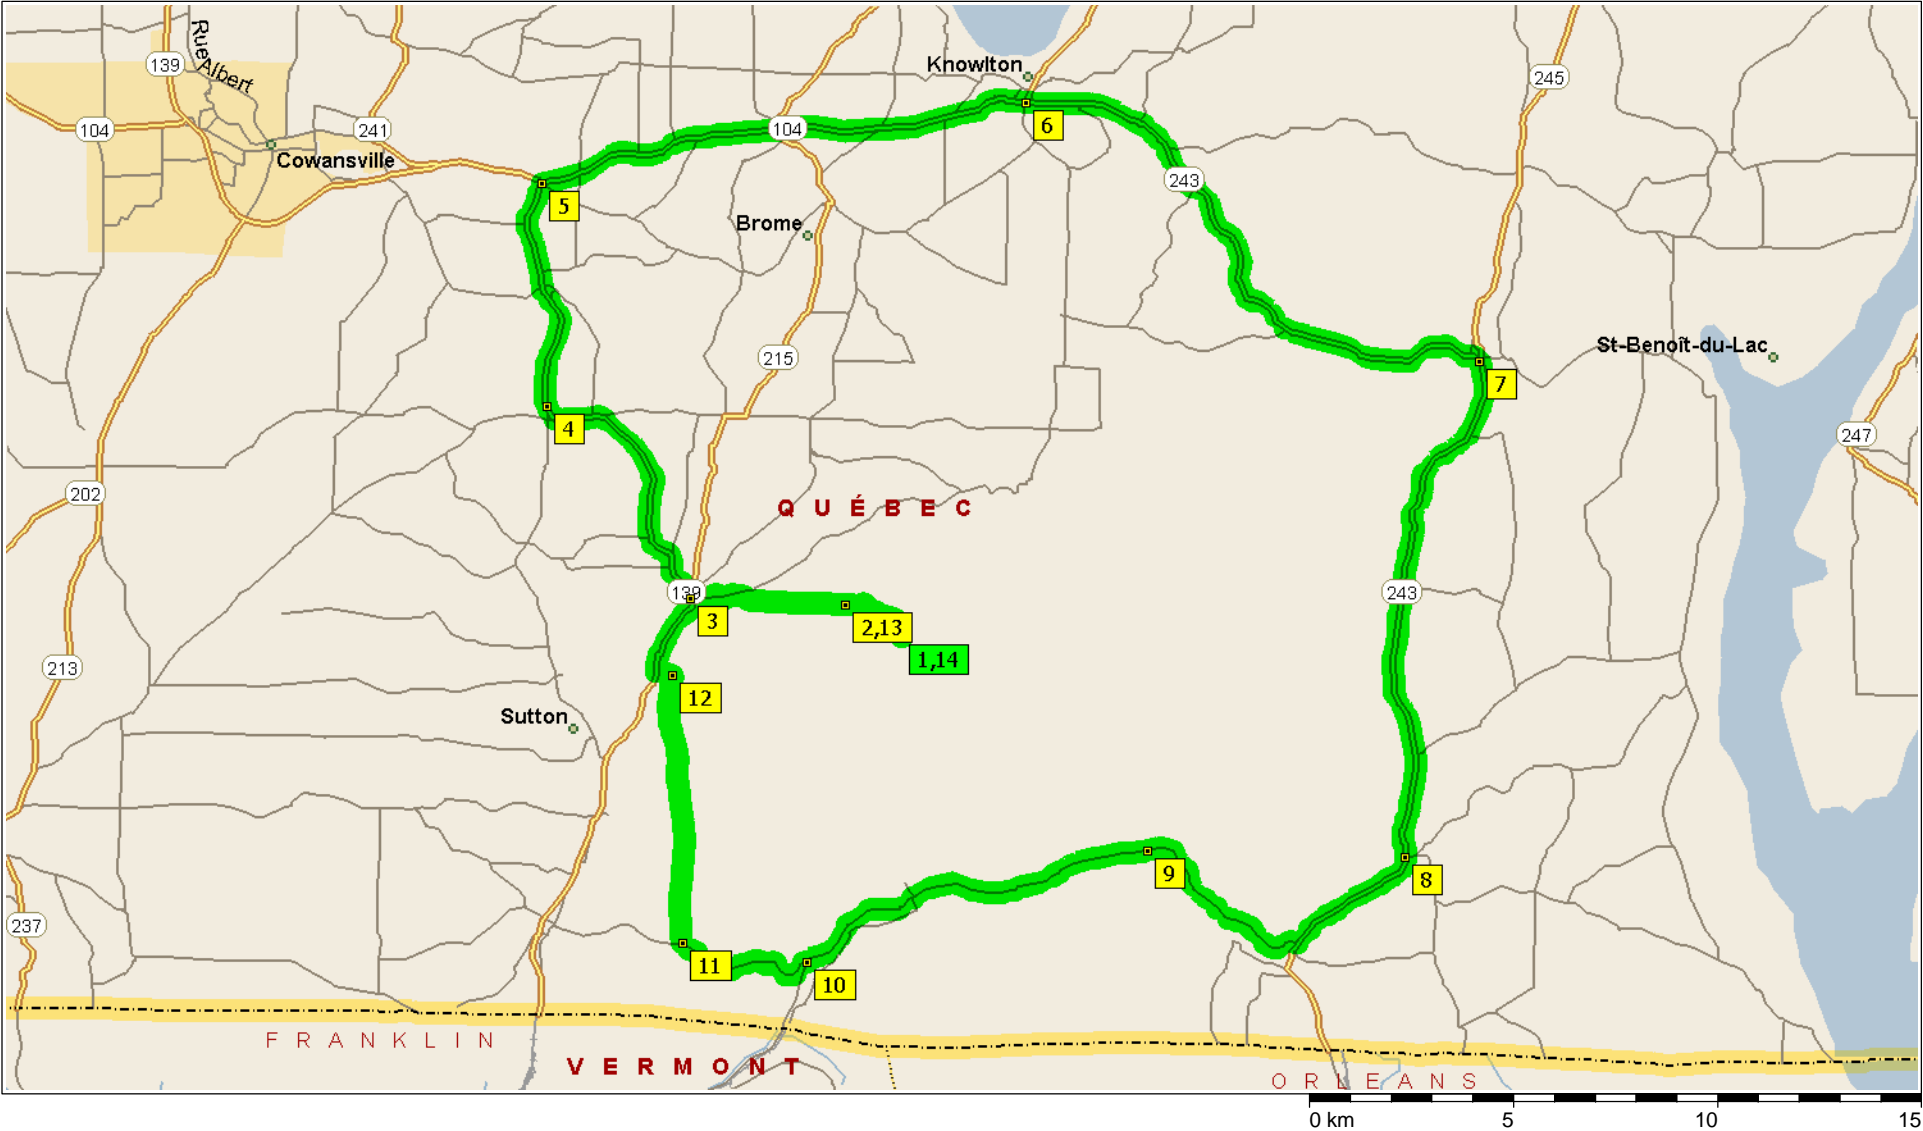 Rue Albert
139
Knowlton
245
104
241
104
6
Cowansville
243
5
Brome
215
St-Benoît-du-Lac
7
4
247
202
QUÉBEC
139
243
3
2,13
1,14
213
12
Sutton
9
8
237
11
10
FRANKLIN
VERMONT
ORLEANS
0 km 5 10 15